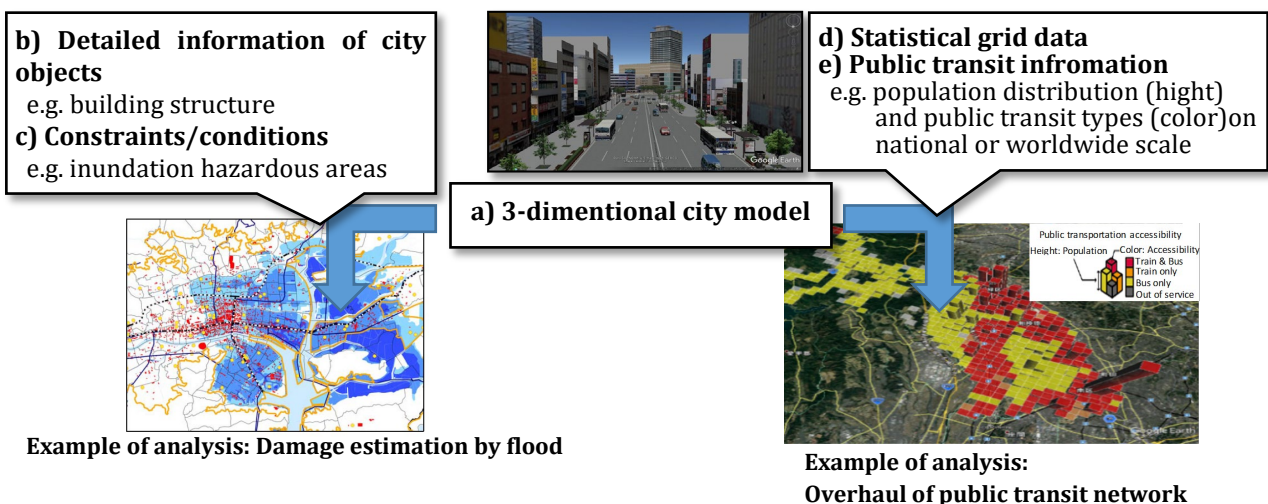 b) Detailed information of city
objects
e.g. building structure
c) Constraints/conditions
e.g. inundation hazardous areas
Google Earth
a) 3-dimentional city model
d) Statistical grid data
e) Public transit infromation
e.g. population distribution (hight)
and public transit types (color)on
national or worldwide scale
Public transportation accessibility
Height: Population
Color: Accessibility
Train & Bus
Train only
Bus only
Out of service
Google Earth
Example of analysis: Damage estimation by flood
Example of analysis:
Overhaul of public transit network